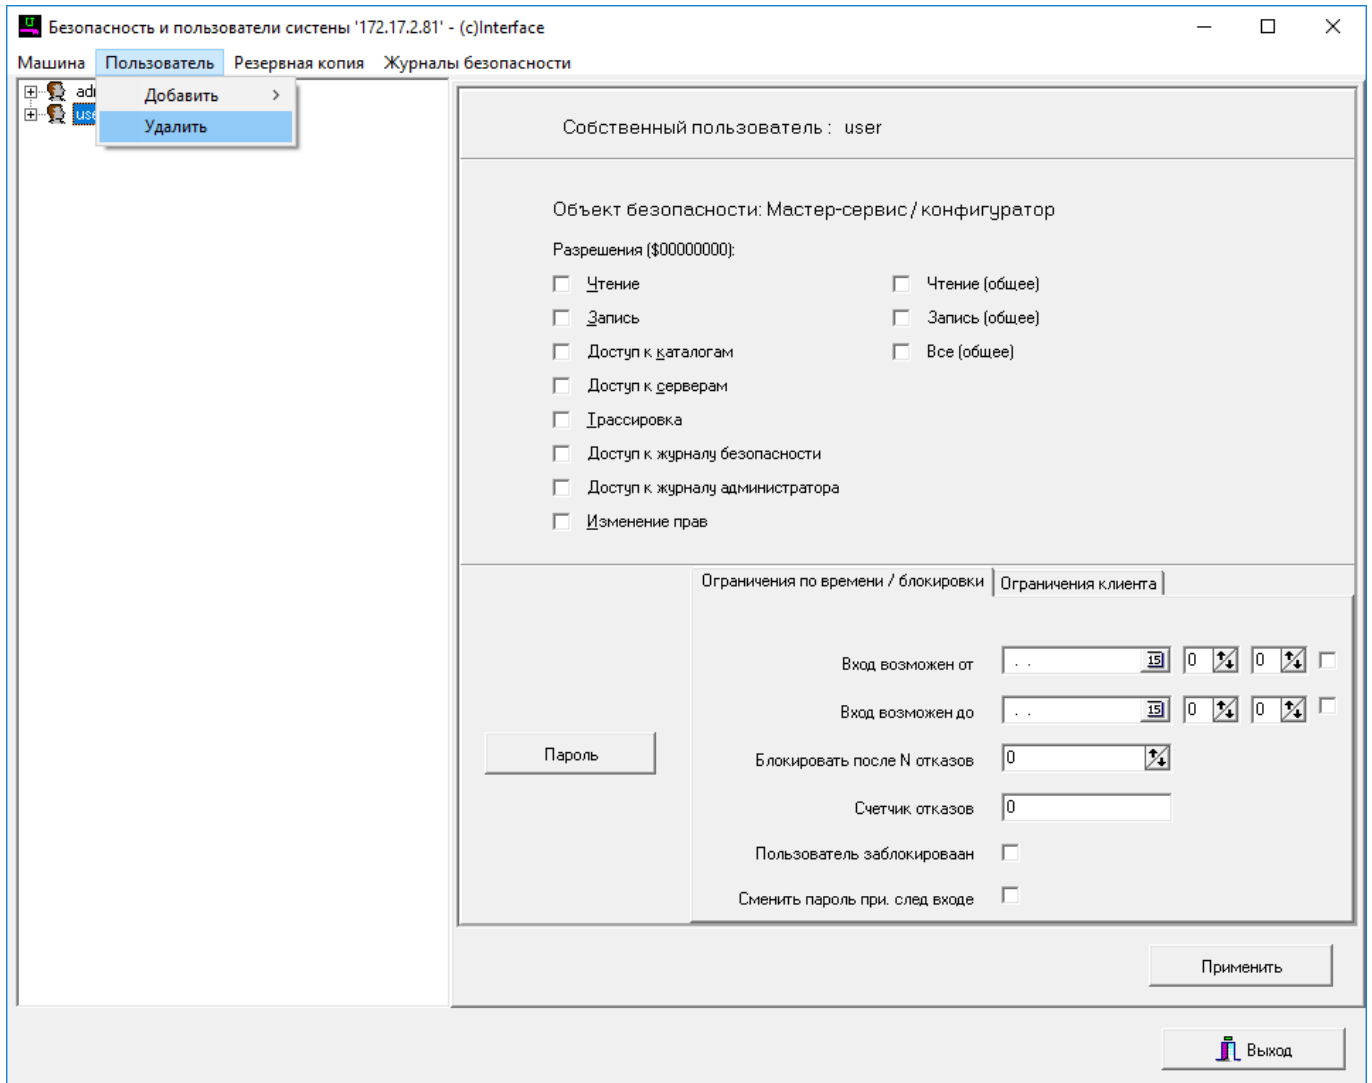 Безопасность и пользователи системы '172.17.2.81' - (c)Interface
Машина Пользователь Резервная копия Журналы безопасности
Добавить
Удалить
Собственный пользователь : user
Объект безопасности: Мастер-сервис / конфигуратор
Разрешения ($00000000):
Чтение Чтение (общее)
Запись Запись (общее)
Доступ к каталогам Все (общее)
Доступ к серверам
Трассировка
Доступ к журналу безопасности
Доступ к журналу администратора
Изменение прав
Ограничения по времени / блокировки Ограничения клиента
Вход возможен от . . 15 0 0
Вход возможен до . . 15 0 0
Пароль
Блокировать после N отказов 0
Счетчик отказов 0
Пользователь заблокироваан
Сменить пароль при. след входе
Применить
Выход